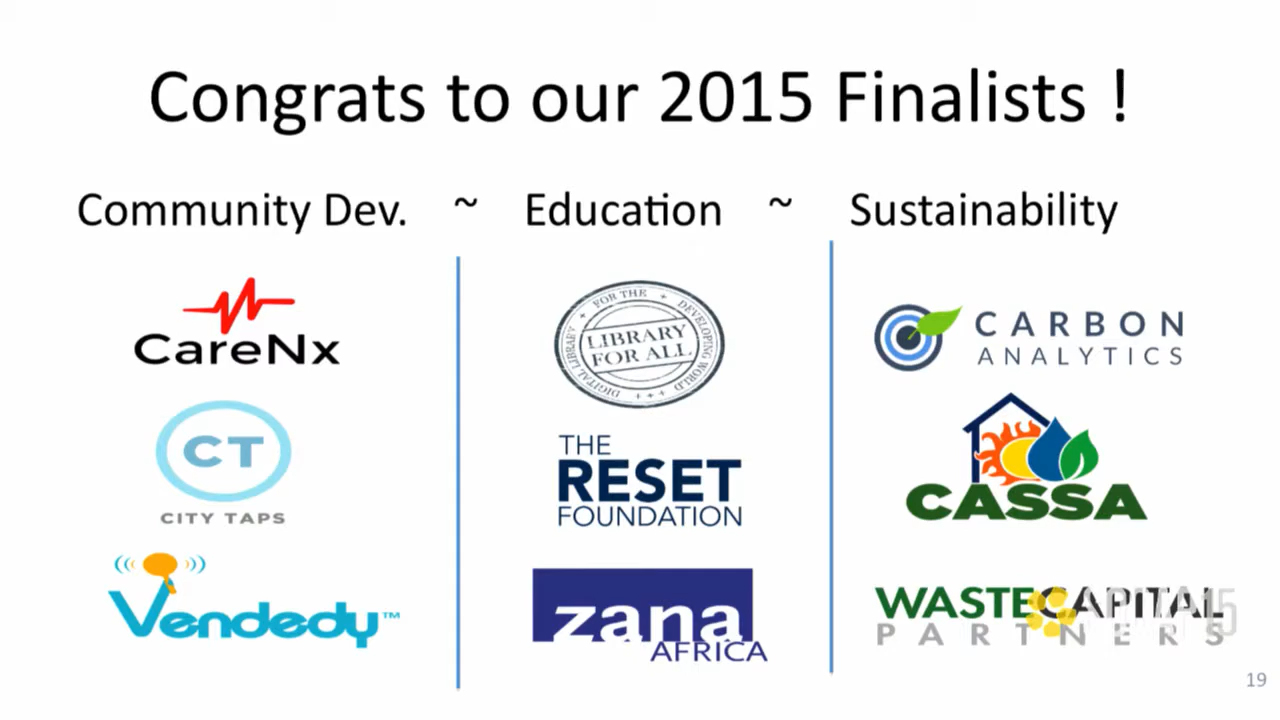 Congrats to our 2015 Finalists !
Community Dev. ~ Education ~ Sustainability
CareNx
CT
CITY TAPS
Vendedy™
FOR THE + DEVELOPING WORLD + + + DIGITAL LIBRARY +
LIBRARY
FOR ALL
THE
RESET
FOUNDATION
zana
AFRICA
CARBON
ANALYTICS
CASSA
WASTECAPITAL
PARTNERS
19